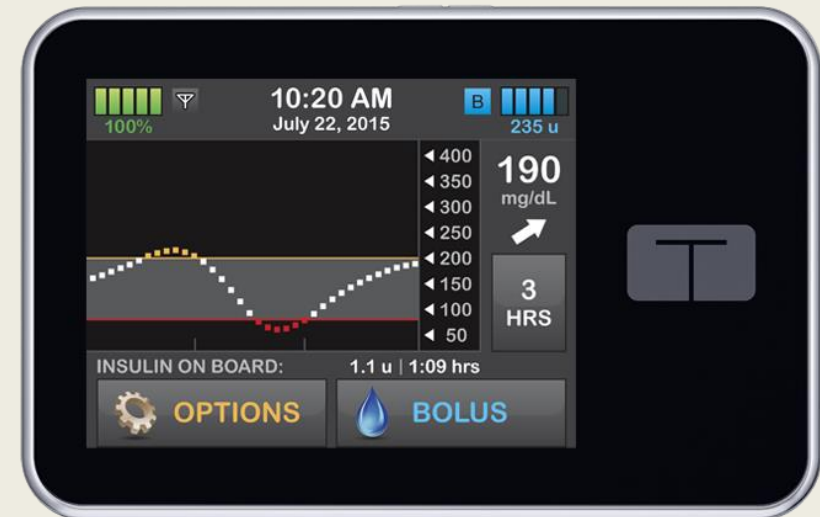 10:20 AM
July 22, 2015
B
100%
235 u
400
350
300
250
200
150
100
50
190
mg/dL
3
HRS
INSULIN ON BOARD: 1.1 u | 1:09 hrs
OPTIONS
BOLUS